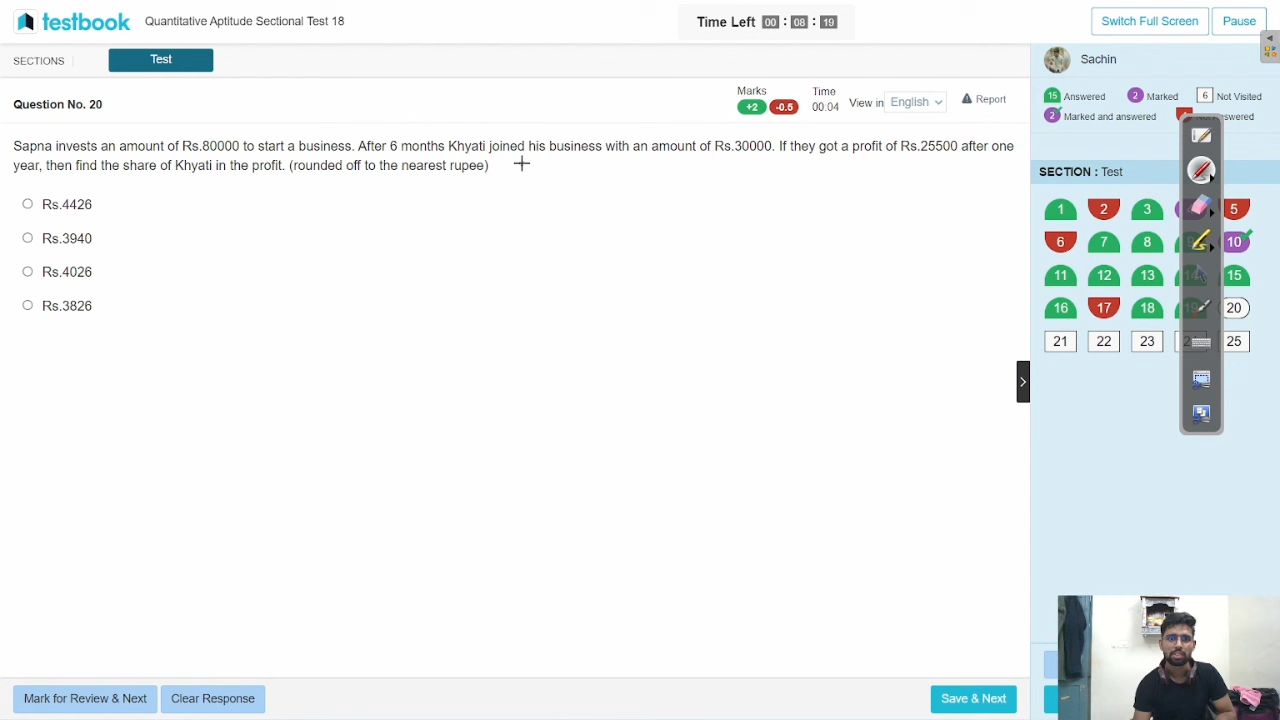 testbook
Quantitative Aptitude Sectional Test 18
Time Left 00 : 08 : 19
Switch Full Screen
Pause
SECTIONS
Test
Sachin
Question No. 20
Marks
+2 -0.5
Time
00:04
View in English
Report
15 Answered
2 Marked
6 Not Visited
2 Marked and answered
answered
Sapna invests an amount of Rs.80000 to start a business. After 6 months Khyati joined his business with an amount of Rs.30000. If they got a profit of Rs.25500 after one
year, then find the share of Khyati in the profit. (rounded off to the nearest rupee)
Rs.4426
Rs.3940
Rs.4026
Rs.3826
SECTION : Test
1 2 3 5
6 7 8 10
11 12 13 14 15
16 17 18 19 20
21 22 23 25
Mark for Review & Next
Clear Response
Save & Next